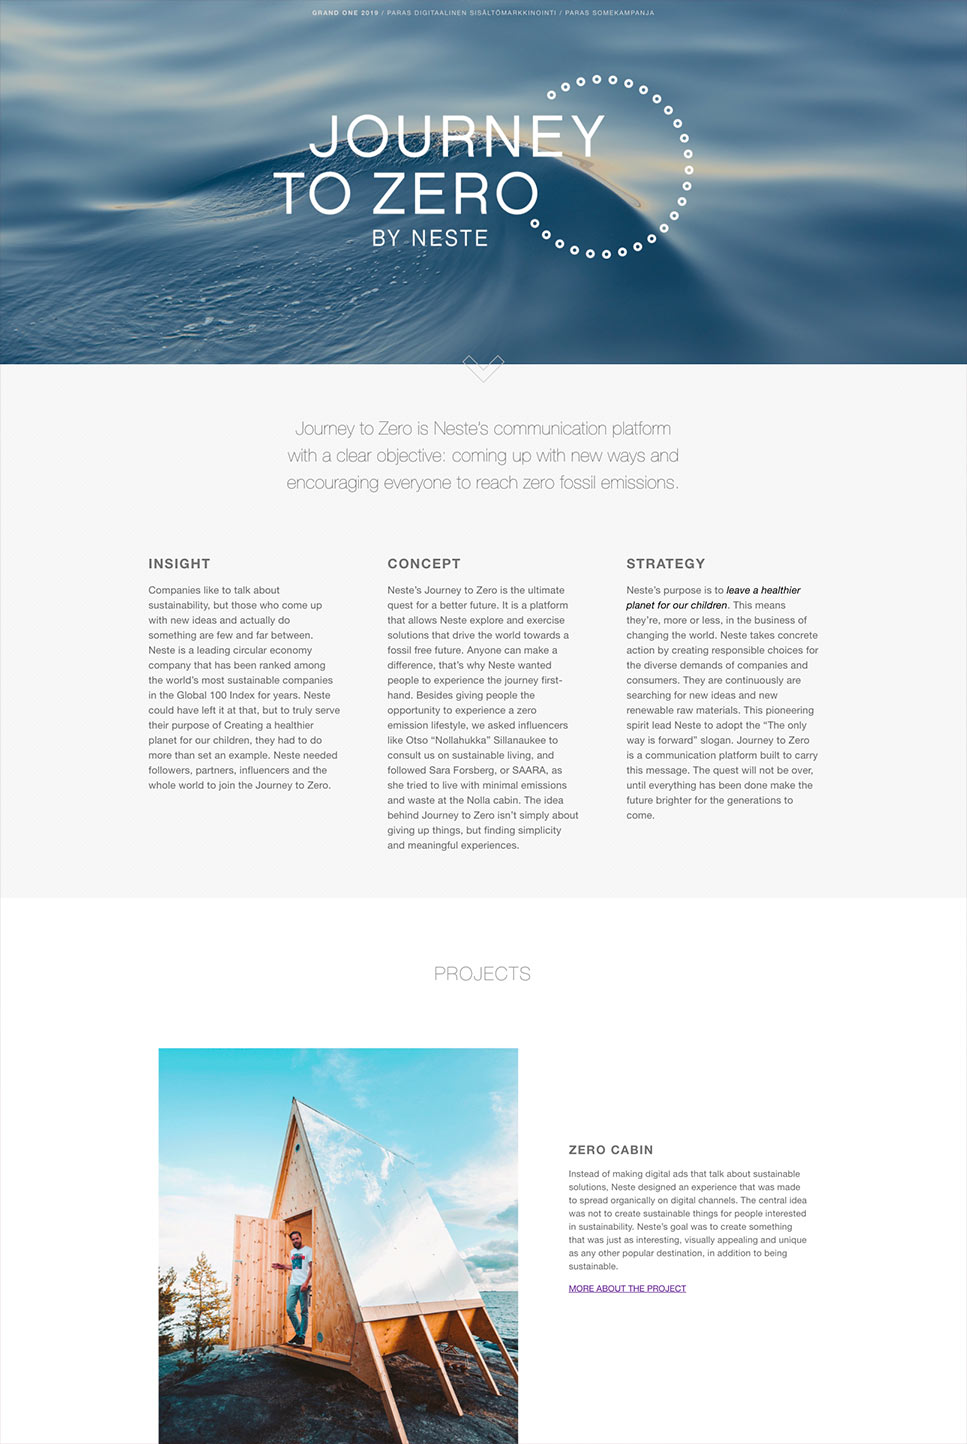 GRAND ONE 2019 / PARAS DIGITAALINEN SISÄLTÖMARKKINOINTI / PARAS SOMEKAMPANJA
JOURNEY
TO ZERO
BY NESTE
Journey to Zero is Neste's communication platform
with a clear objective: coming up with new ways and
encouraging everyone to reach zero fossil emissions.
INSIGHT
Companies like to talk about
sustainability, but those who come up
with new ideas and actually do
something are few and far between.
Neste is a leading circular economy
company that has been ranked among
the world's most sustainable companies
in the Global 100 Index for years. Neste
could have left it at that, but to truly serve
their purpose of Creating a healthier
planet for our children, they had to do
more than set an example. Neste needed
followers, partners, influencers and the
whole world to join the Journey to Zero.
CONCEPT
Neste's Journey to Zero is the ultimate
quest for a better future. It is a platform
that allows Neste explore and exercise
solutions that drive the world towards a
fossil free future. Anyone can make a
difference, that's why Neste wanted
people to experience the journey first-
hand. Besides giving people the
opportunity to experience a zero
emission lifestyle, we asked influencers
like Otso “Nollahukka” Sillanaukee to
consult us on sustainable living, and
followed Sara Forsberg, or SAARA, as
she tried to live with minimal emissions
and waste at the Nolla cabin. The idea
behind Journey to Zero isn't simply about
giving up things, but finding simplicity
and meaningful experiences.
STRATEGY
Neste's purpose is to leave a healthier
planet for our children. This means
they're, more or less, in the business of
changing the world. Neste takes concrete
action by creating responsible choices for
the diverse demands of companies and
consumers. They are continuously are
searching for new ideas and new
renewable raw materials. This pioneering
spirit lead Neste to adopt the “The only
way is forward” slogan. Journey to Zero
is a communication platform built to carry
this message. The quest will not be over,
until everything has been done make the
future brighter for the generations to
come.
PROJECTS
ZERO CABIN
Instead of making digital ads that talk about sustainable
solutions, Neste designed an experience that was made
to spread organically on digital channels. The central idea
was not to create sustainable things for people interested
in sustainability. Neste's goal was to create something
that was just as interesting, visually appealing and unique
as any other popular destination, in addition to being
sustainable.
MORE ABOUT THE PROJECT